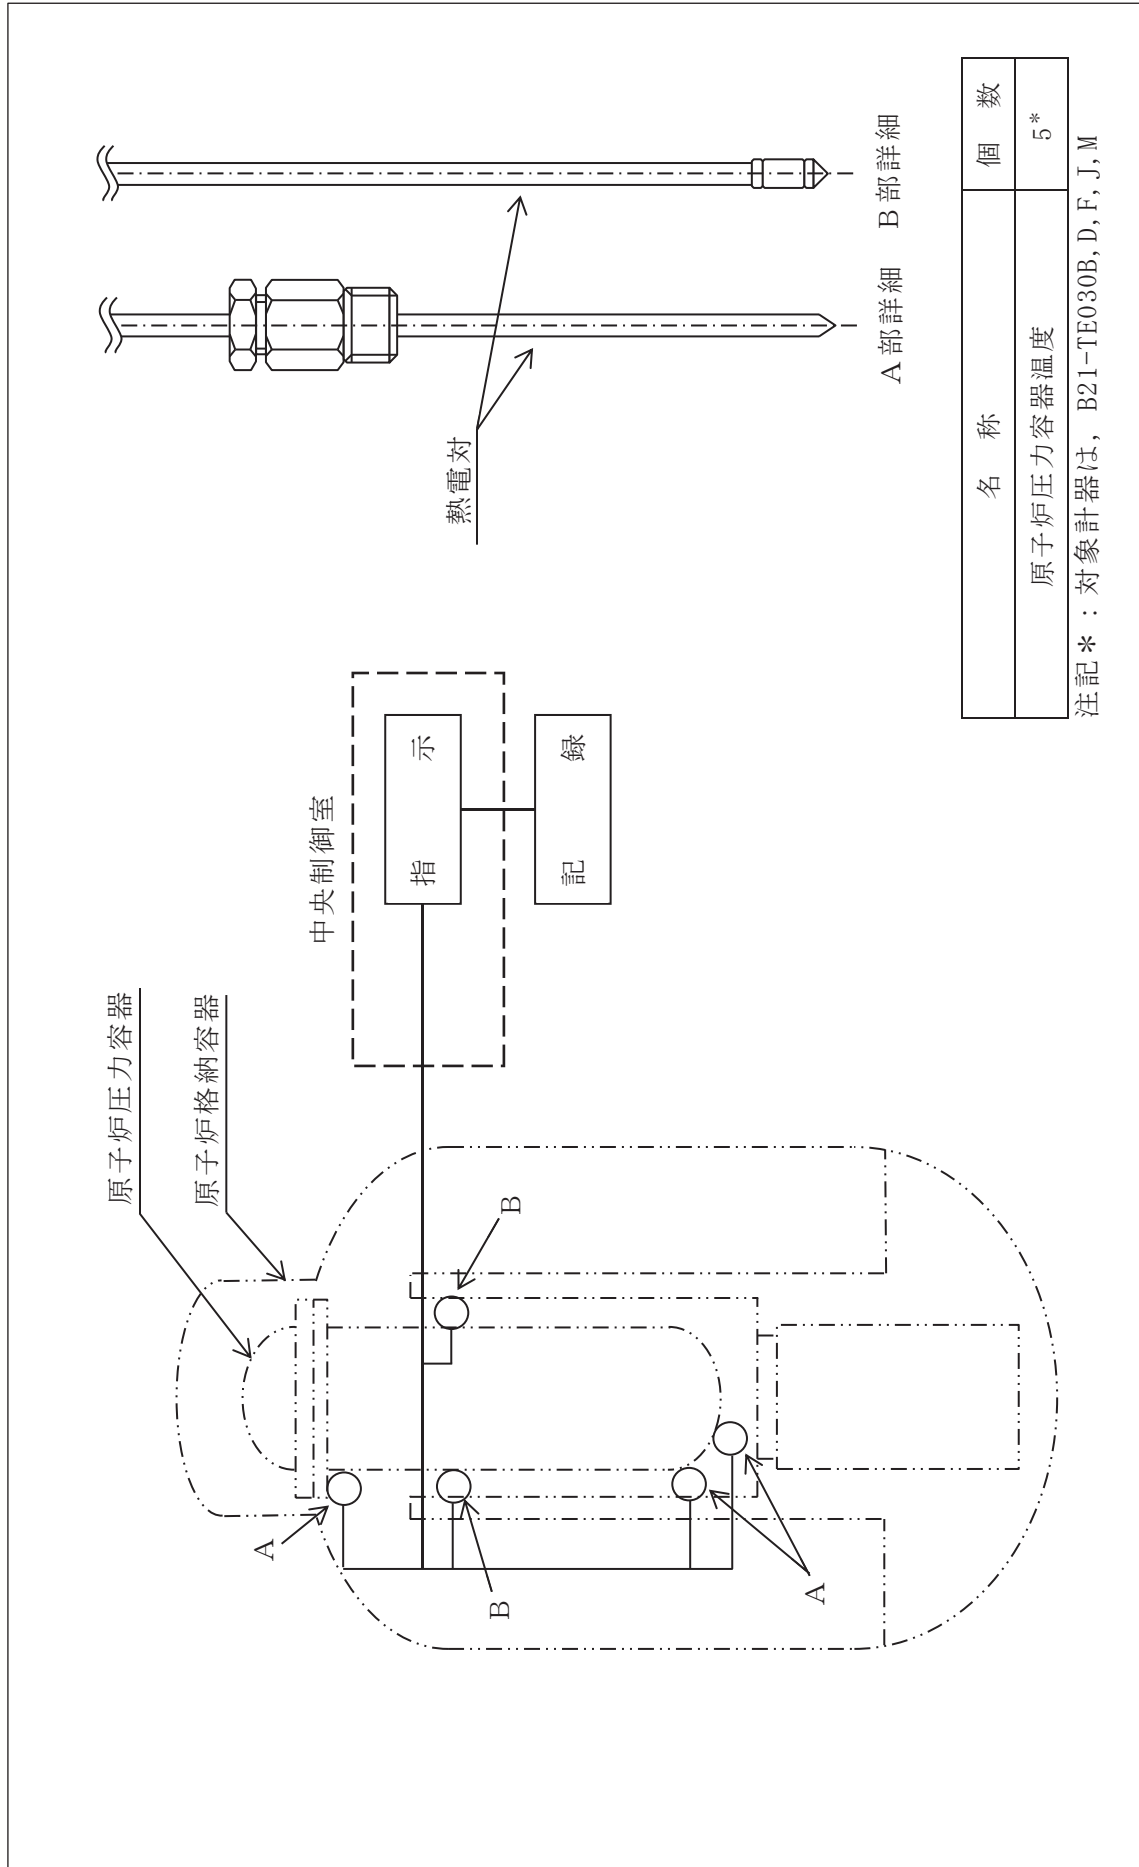 原子炉圧力容器
原子炉格納容器
A
B
B
A
中央制御室
指示
記録
熱電対
A部詳細
B部詳細
名称 個数
原子炉圧力容器温度 5*
注記*：対象計器は，B21-TE030B,D,F,J,M